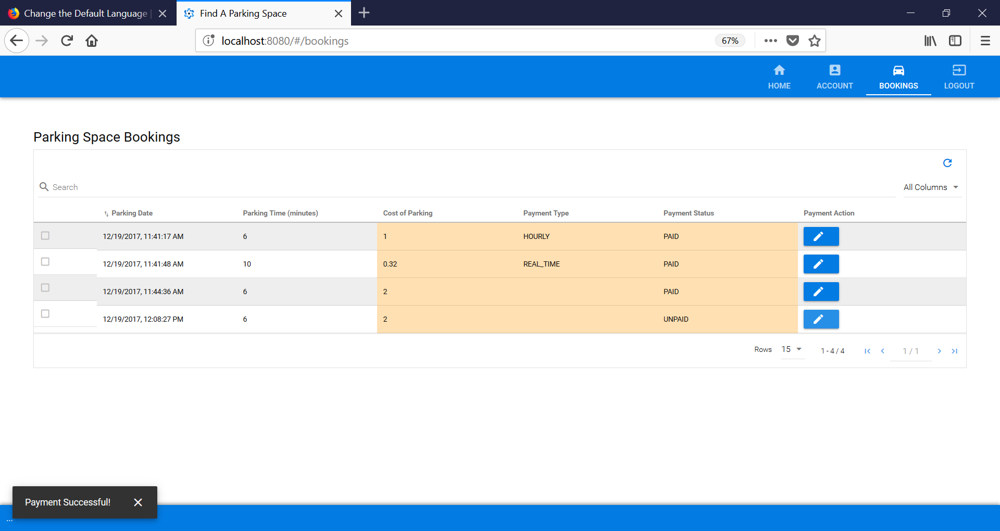 Change the Default Language
Find A Parking Space
localhost:8080/#/bookings
67%
HOME
ACCOUNT
BOOKINGS
LOGOUT
Parking Space Bookings
Search
All Columns
Parking Date Parking Time (minutes) Cost of Parking Payment Type Payment Status Payment Action
12/19/2017, 11:41:17 AM 6 1 HOURLY PAID
12/19/2017, 11:41:48 AM 10 0.32 REAL_TIME PAID
12/19/2017, 11:44:36 AM 6 2 PAID
12/19/2017, 12:08:27 PM 6 2 UNPAID
Rows 15 1 - 4 / 4 1 / 1
Payment Successful!
...